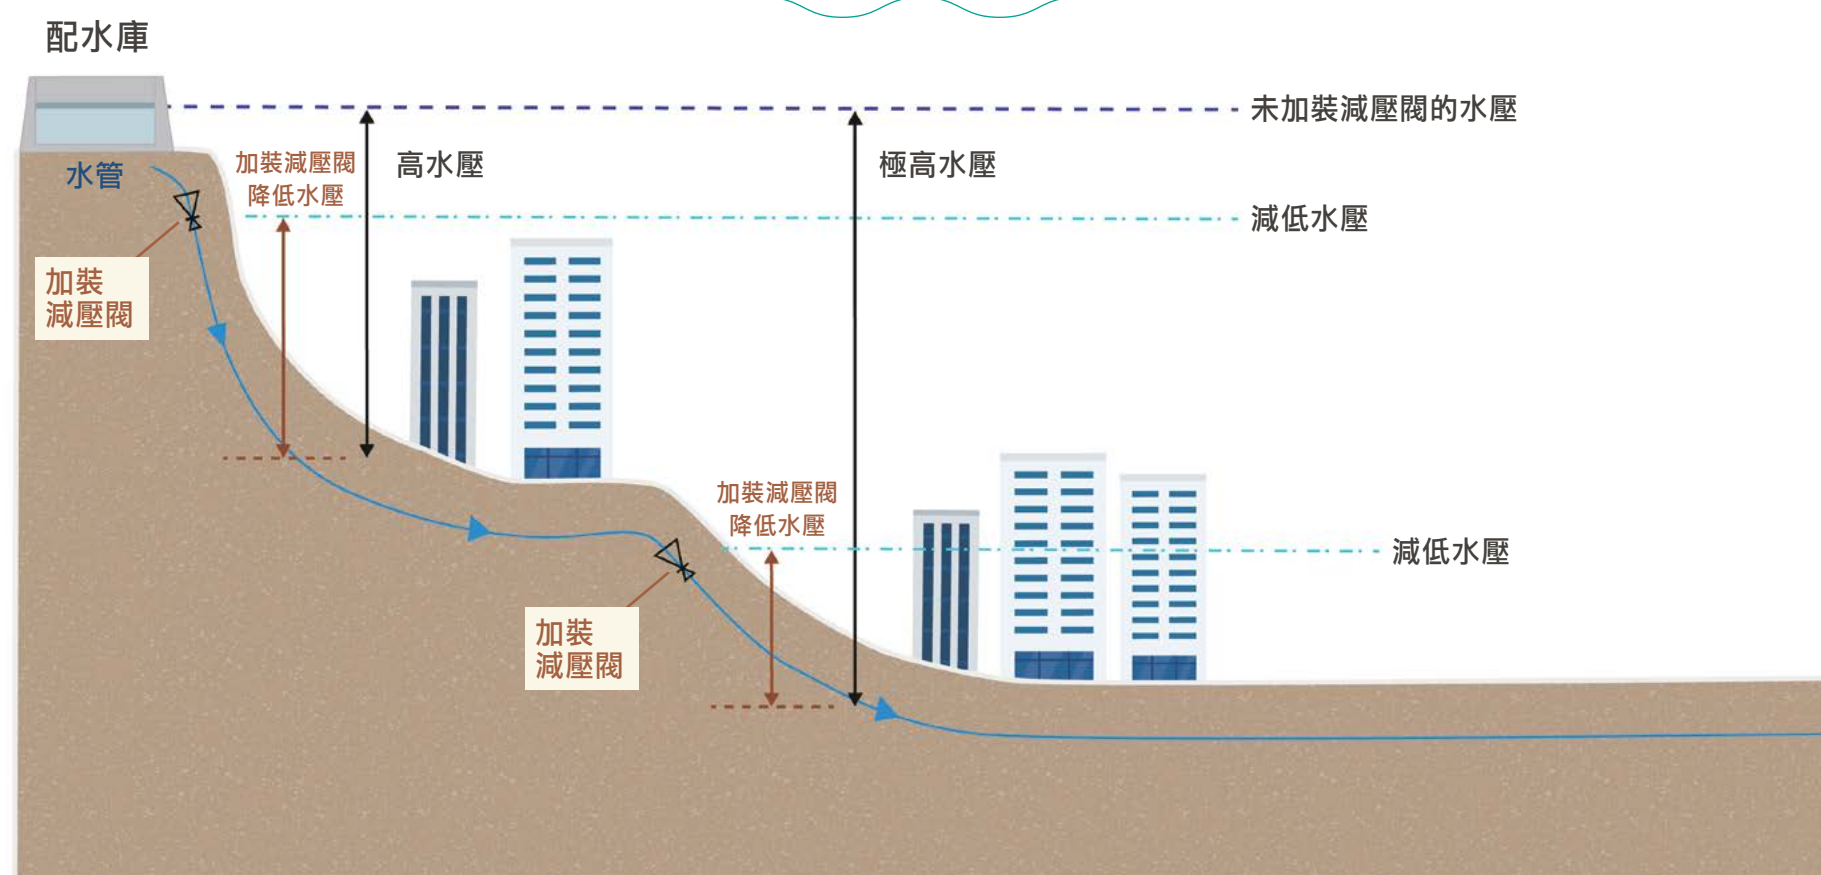 配水庫
未加裝減壓閥的水壓
水管
加裝減壓閥
降低水壓
高水壓
極高水壓
減低水壓
加裝
減壓閥
加裝減壓閥
降低水壓
減低水壓
加裝
減壓閥